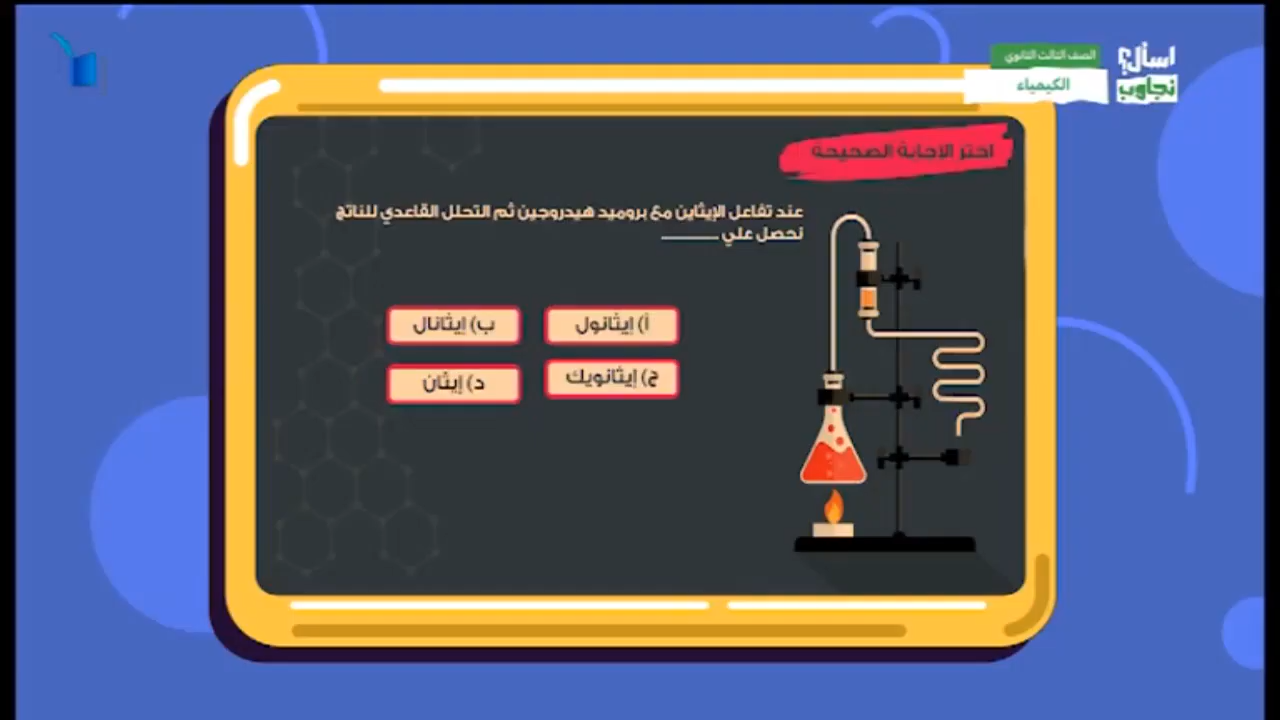 اسأل؟
نجاوب
الصف الثالث الثانوي
الكيمياء
اختر الاجابة الصحيحة
عند تفاعل الإيثاين مع بروميد هيدروجين ثم التحلل القاعدي للناتج
نحصل علي ـــــــــــ
أ) إيثانول
ب) إيثانال
ج) إيثانويك
د) إيثان